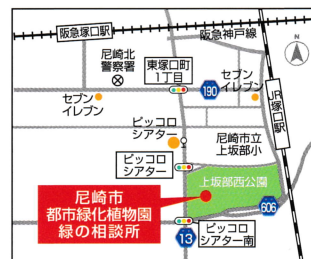 阪急塚口駅
阪急神戸線
尼崎北
警察署
東塚口町
1丁目
セブン
イレブン
190
セブン
イレブン
JR塚口駅
ピッコロ
シアター
尼崎市立
上坂部小
ピッコロ
シアター
上坂部西公園
尼崎市
都市緑化植物園
緑の相談所
606
13
ピッコロ
シアター南
N